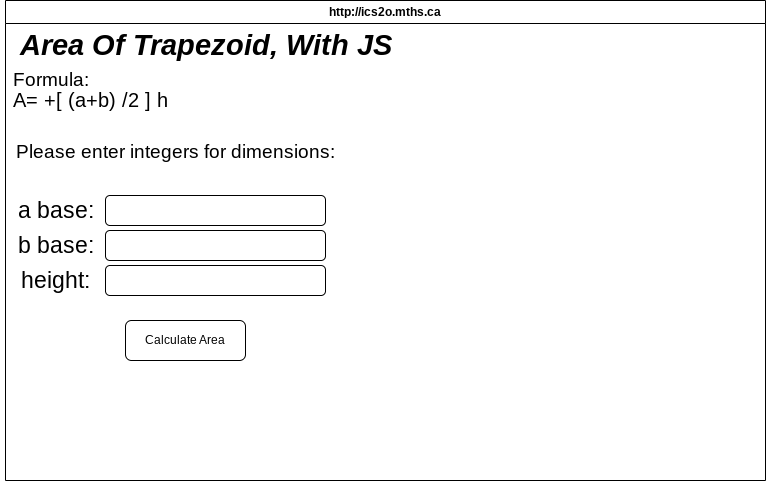 http://ics2o.mths.ca
Area Of Trapezoid, With JS
Formula:
A= +[ (a+b) /2 ] h
Please enter integers for dimensions:
a base:
b base:
height:
Calculate Area